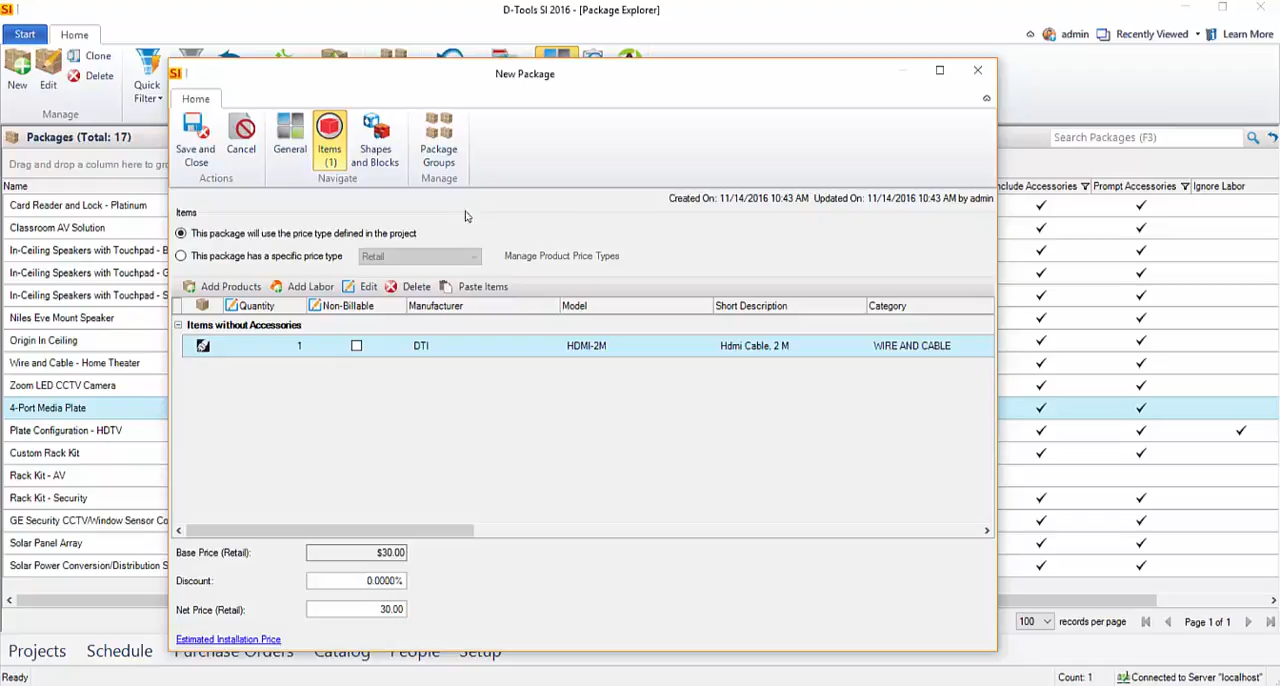 SI
D-Tools SI 2016 - [Package Explorer]
Start Home
admin Recently Viewed Learn More
New Edit Clone Delete Quick Filter
Manage
SI New Package
Home
Save and Close Cancel General Items (1) Shapes and Blocks Package Groups
Actions Navigate Manage
Packages (Total: 17) Search Packages (F3)
Drag and drop a column here to gr
Name clude Accessories Prompt Accessories Ignore Labor
Created On: 11/14/2016 10:43 AM Updated On: 11/14/2016 10:43 AM by admin
Items
This package will use the price type defined in the project
This package has a specific price type Retail Manage Product Price Types
Add Products Add Labor Edit Delete Paste Items
Quantity Non-Billable Manufacturer Model Short Description Category
Items without Accessories
1 DTI HDMI-2M Hdmi Cable, 2 M WIRE AND CABLE
Base Price (Retail): $30.00
Discount: 0.0000%
Net Price (Retail): 30.00
Estimated Installation Price
Card Reader and Lock - Platinum
Classroom AV Solution
In-Ceiling Speakers with Touchpad - B
In-Ceiling Speakers with Touchpad - G
In-Ceiling Speakers with Touchpad - S
Niles Eve Mount Speaker
Origin In Ceiling
Wire and Cable - Home Theater
Zoom LED CCTV Camera
4-Port Media Plate
Plate Configuration - HDTV
Custom Rack Kit
Rack Kit - AV
Rack Kit - Security
GE Security CCTV/Window Sensor Co
Solar Panel Array
Solar Power Conversion/Distribution S
100 records per page Page 1 of 1
Projects Schedule Purchase Orders Catalog People Setup
Ready Count: 1 Connected to Server "localhost"